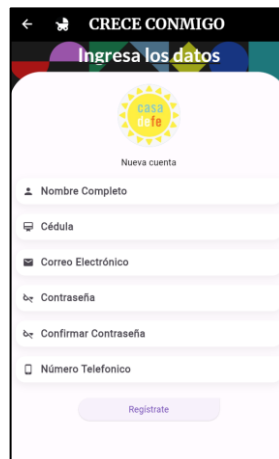 CRECE CONMIGO
Ingresa los datos
casa
de fe
Nueva cuenta
Nombre Completo
Cédula
Correo Electrónico
Contraseña
Confirmar Contraseña
Número Telefonico
Registrate